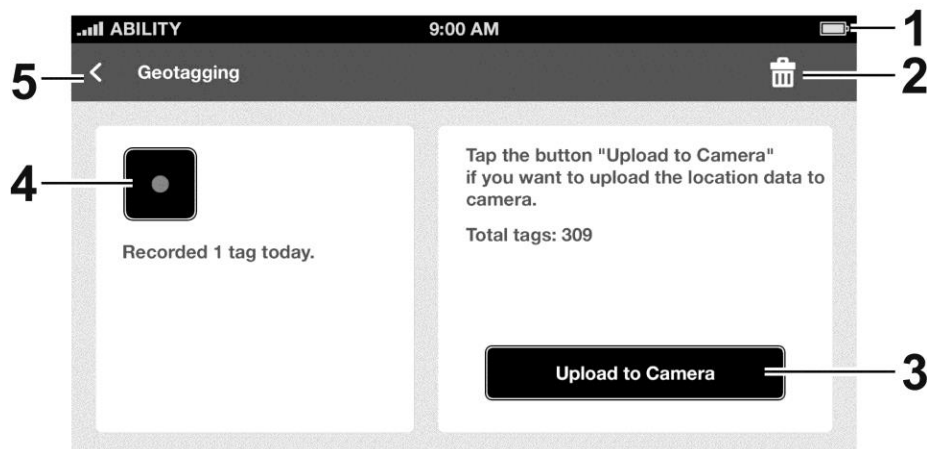 ABILITY 9:00 AM 1
5 Geotagging 2
4
Recorded 1 tag today.
Tap the button "Upload to Camera"
if you want to upload the location data to
camera.
Total tags: 309
Upload to Camera 3